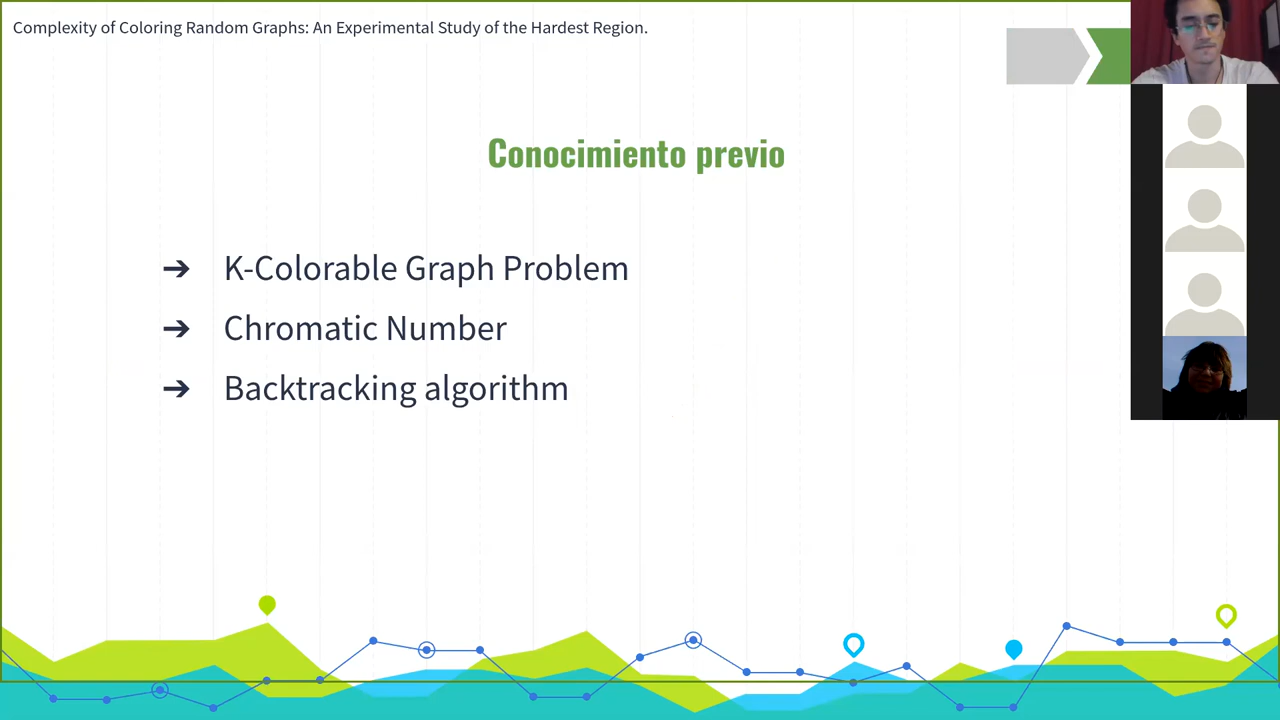 Complexity of Coloring Random Graphs: An Experimental Study of the Hardest Region.
Conocimiento previo
➔ K-Colorable Graph Problem
➔ Chromatic Number
➔ Backtracking algorithm